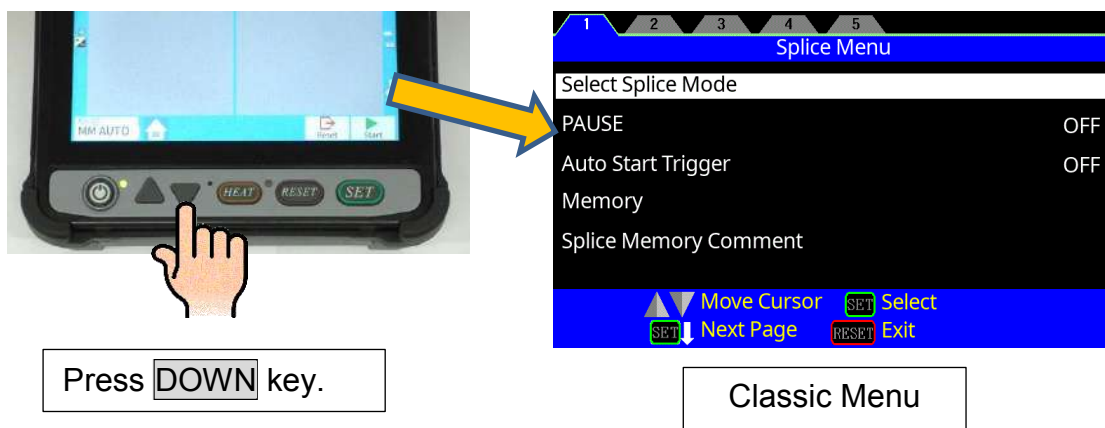 MM AUTO
Reset
Start
HEAT
RESET
SET
Press DOWN key.
1 2 3 4 5
Splice Menu
Select Splice Mode
PAUSE OFF
Auto Start Trigger OFF
Memory
Splice Memory Comment
Move Cursor SET Select
SET Next Page RESET Exit
Classic Menu